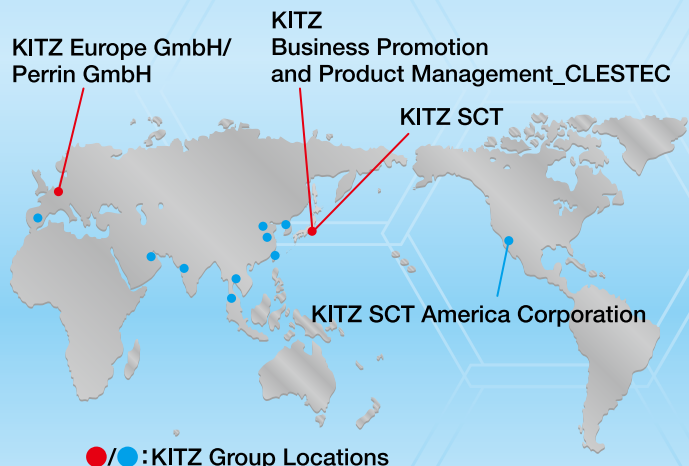 KITZ Europe GmbH/
Perrin GmbH
KITZ
Business Promotion
and Product Management_CLESTEC
KITZ SCT
KITZ SCT America Corporation
/ :KITZ Group Locations